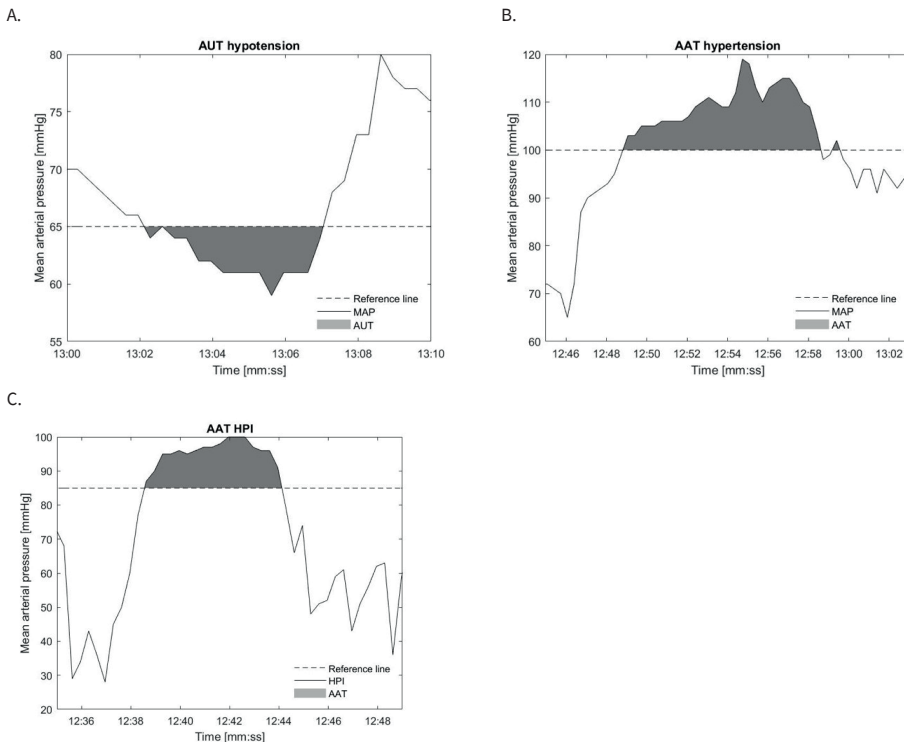 A.
AUT hypotension
80
75
70
65
60
55
Mean arterial pressure [mmHg]
13:00 13:02 13:04 13:06 13:08 13:10
Time [mm:ss]
Reference line
MAP
AUT
B.
AAT hypertension
120
110
100
90
80
70
60
Mean arterial pressure [mmHg]
12:46 12:48 12:50 12:52 12:54 12:56 12:58 13:00 13:02
Time [mm:ss]
Reference line
MAP
AAT
C.
AAT HPI
100
90
80
70
60
50
40
30
20
Mean arterial pressure [mmHg]
12:36 12:38 12:40 12:42 12:44 12:46 12:48
Time [mm:ss]
Reference line
HPI
AAT